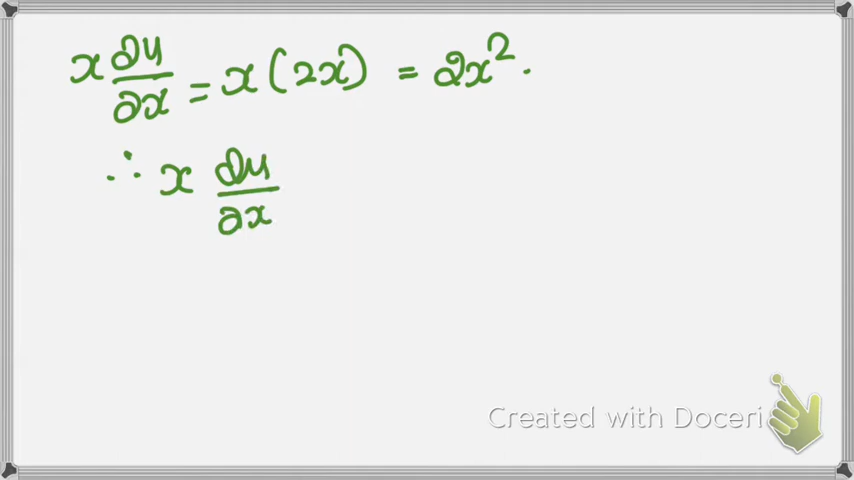 x ∂u/∂x = x(2x) = 2x².
∴ x ∂u/∂x
Created with Doceri